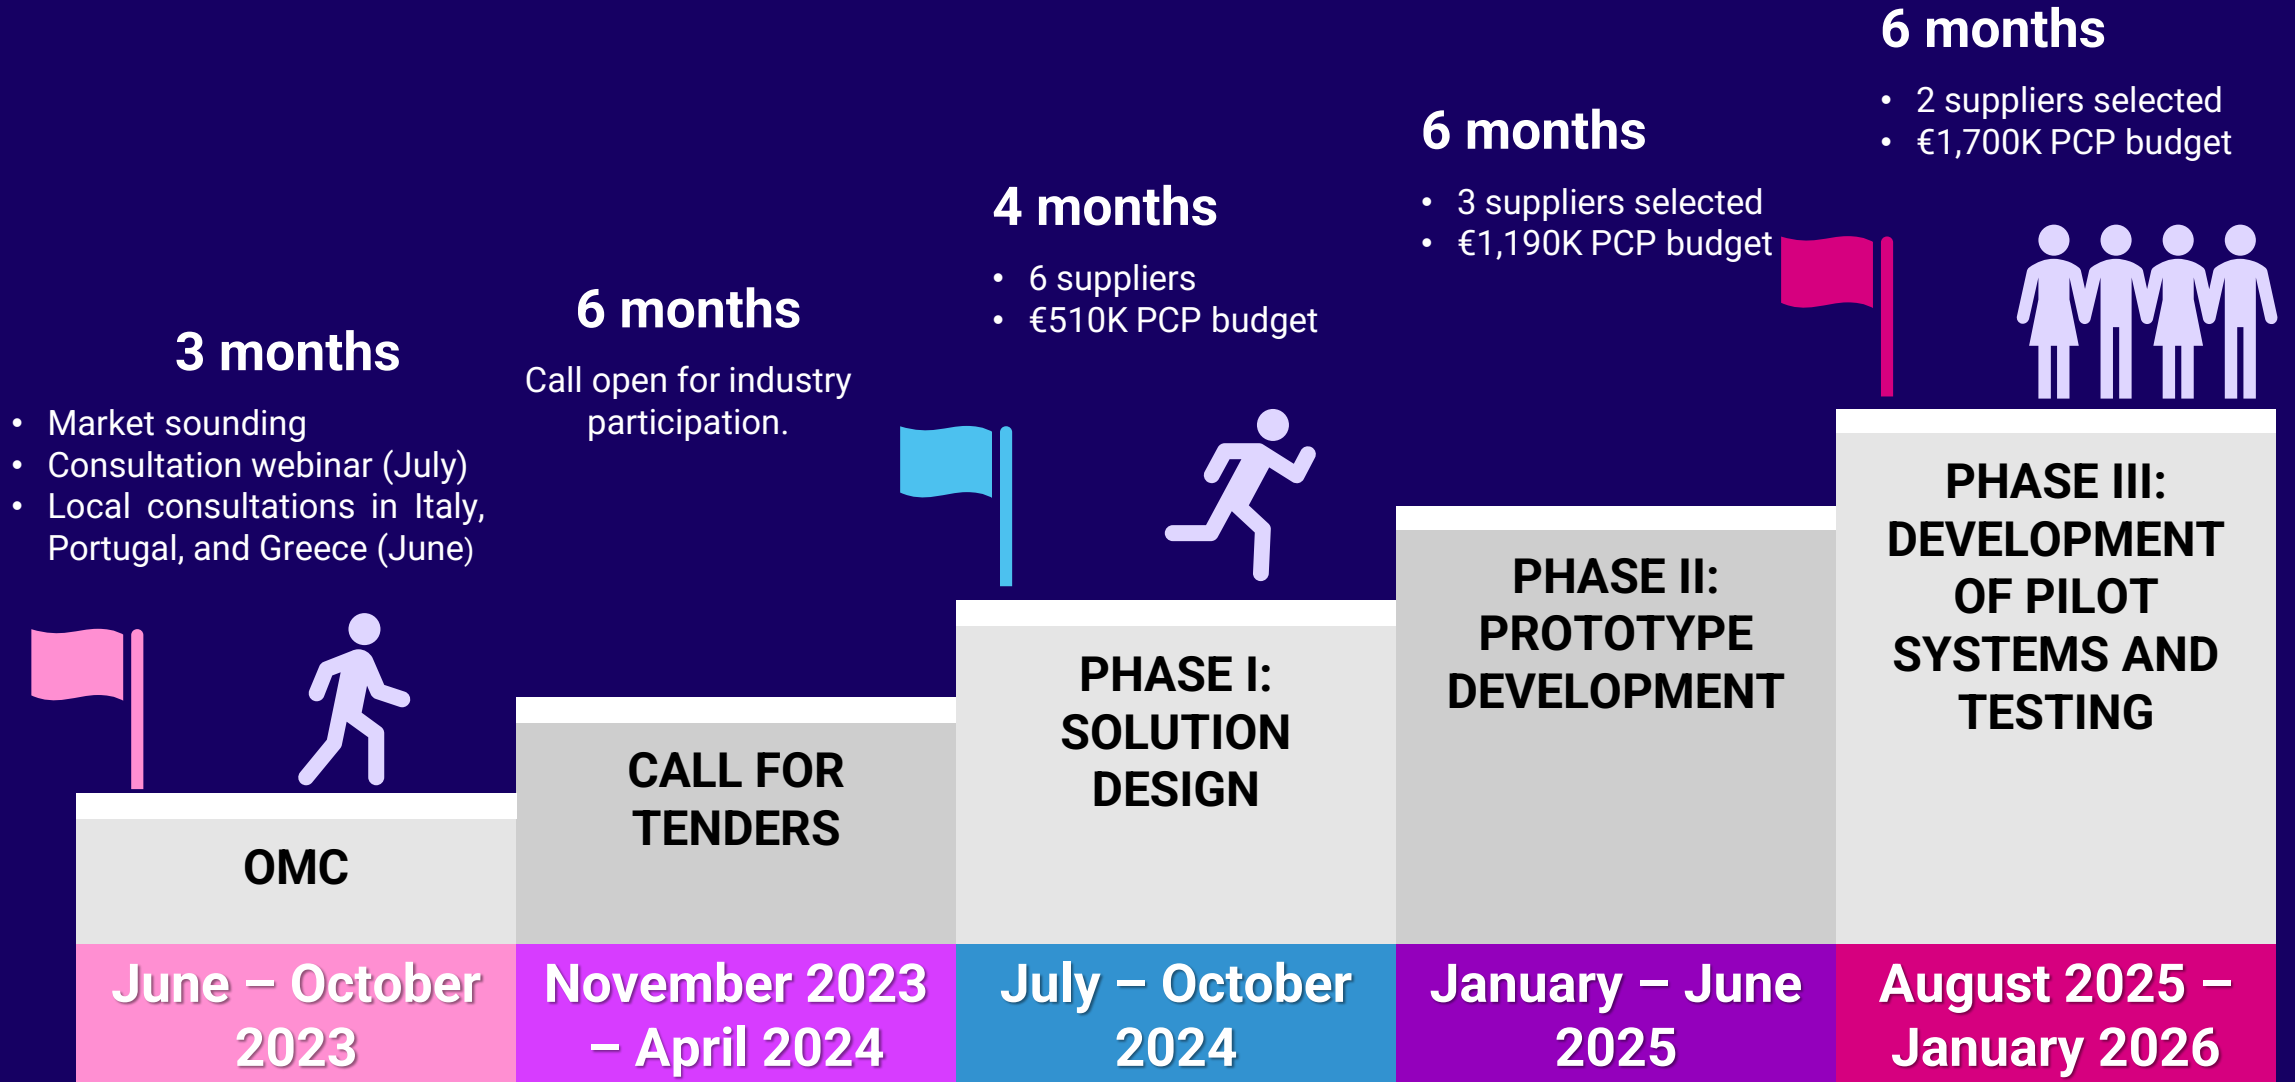 3 months
• Market sounding
• Consultation webinar (July)
• Local consultations in Italy,
Portugal, and Greece (June)
OMC
June – October
2023
6 months
Call open for industry
participation.
CALL FOR
TENDERS
November 2023
– April 2024
4 months
• 6 suppliers
• €510K PCP budget
PHASE I:
SOLUTION
DESIGN
July – October
2024
6 months
• 3 suppliers selected
• €1,190K PCP budget
PHASE II:
PROTOTYPE
DEVELOPMENT
January – June
2025
6 months
• 2 suppliers selected
• €1,700K PCP budget
PHASE III:
DEVELOPMENT
OF PILOT
SYSTEMS AND
TESTING
August 2025 –
January 2026